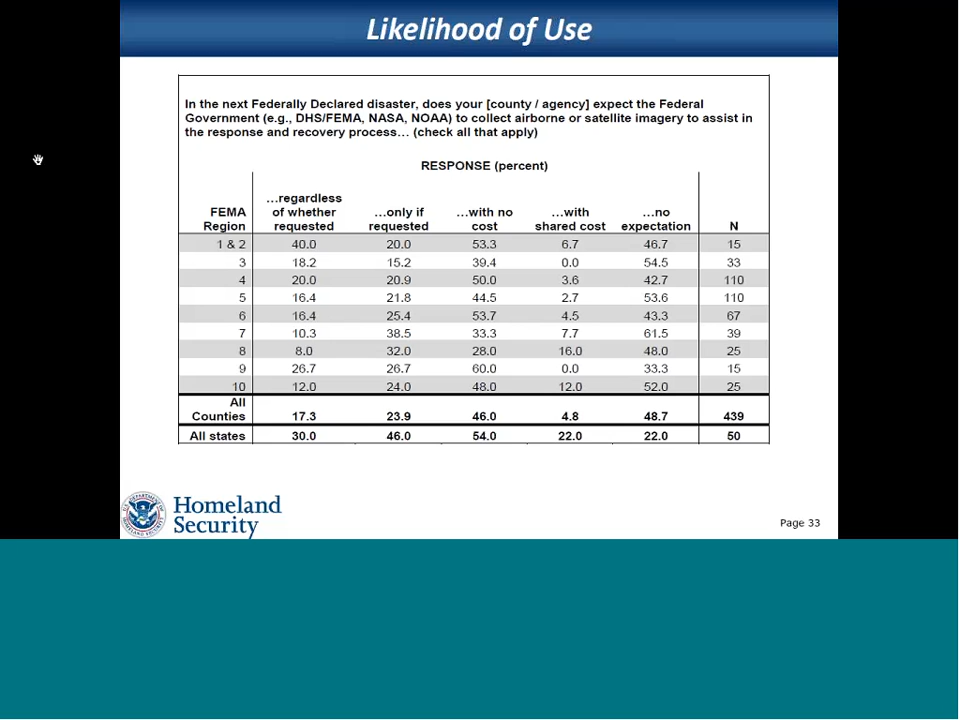 Likelihood of Use
In the next Federally Declared disaster, does your [county / agency] expect the Federal
Government (e.g., DHS/FEMA, NASA, NOAA) to collect airborne or satellite imagery to assist in
the response and recovery process… (check all that apply)
RESPONSE (percent)
FEMA Region …regardless of whether requested …only if requested …with no cost …with shared cost …no expectation N
1 & 2 40.0 20.0 53.3 6.7 46.7 15
3 18.2 15.2 39.4 0.0 54.5 33
4 20.0 20.9 50.0 3.6 42.7 110
5 16.4 21.8 44.5 2.7 53.6 110
6 16.4 25.4 53.7 4.5 43.3 67
7 10.3 38.5 33.3 7.7 61.5 39
8 8.0 32.0 28.0 16.0 48.0 25
9 26.7 26.7 60.0 0.0 33.3 15
10 12.0 24.0 48.0 12.0 52.0 25
All Counties 17.3 23.9 46.0 4.8 48.7 439
All states 30.0 46.0 54.0 22.0 22.0 50
Homeland
Security
Page 33